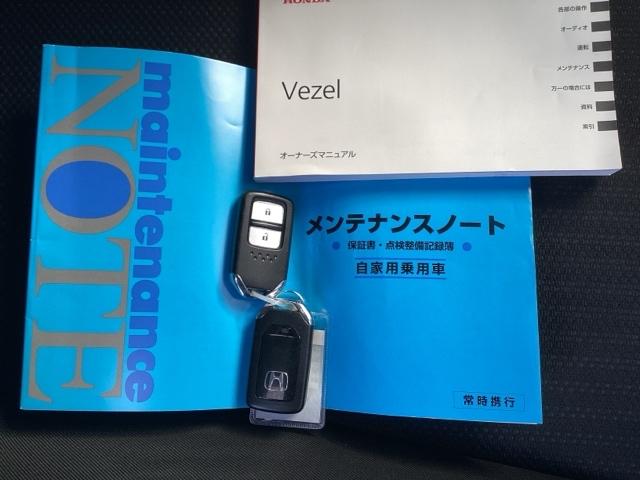 HONDA
各部の操作
オーディオ
運転
メンテナンス
万一の場合には
資料
索引
Vezel
オーナーズマニュアル
maintenance
NOTE
メンテナンスノート
保証書・点検整備記録簿
自家用乗用車
常時携行